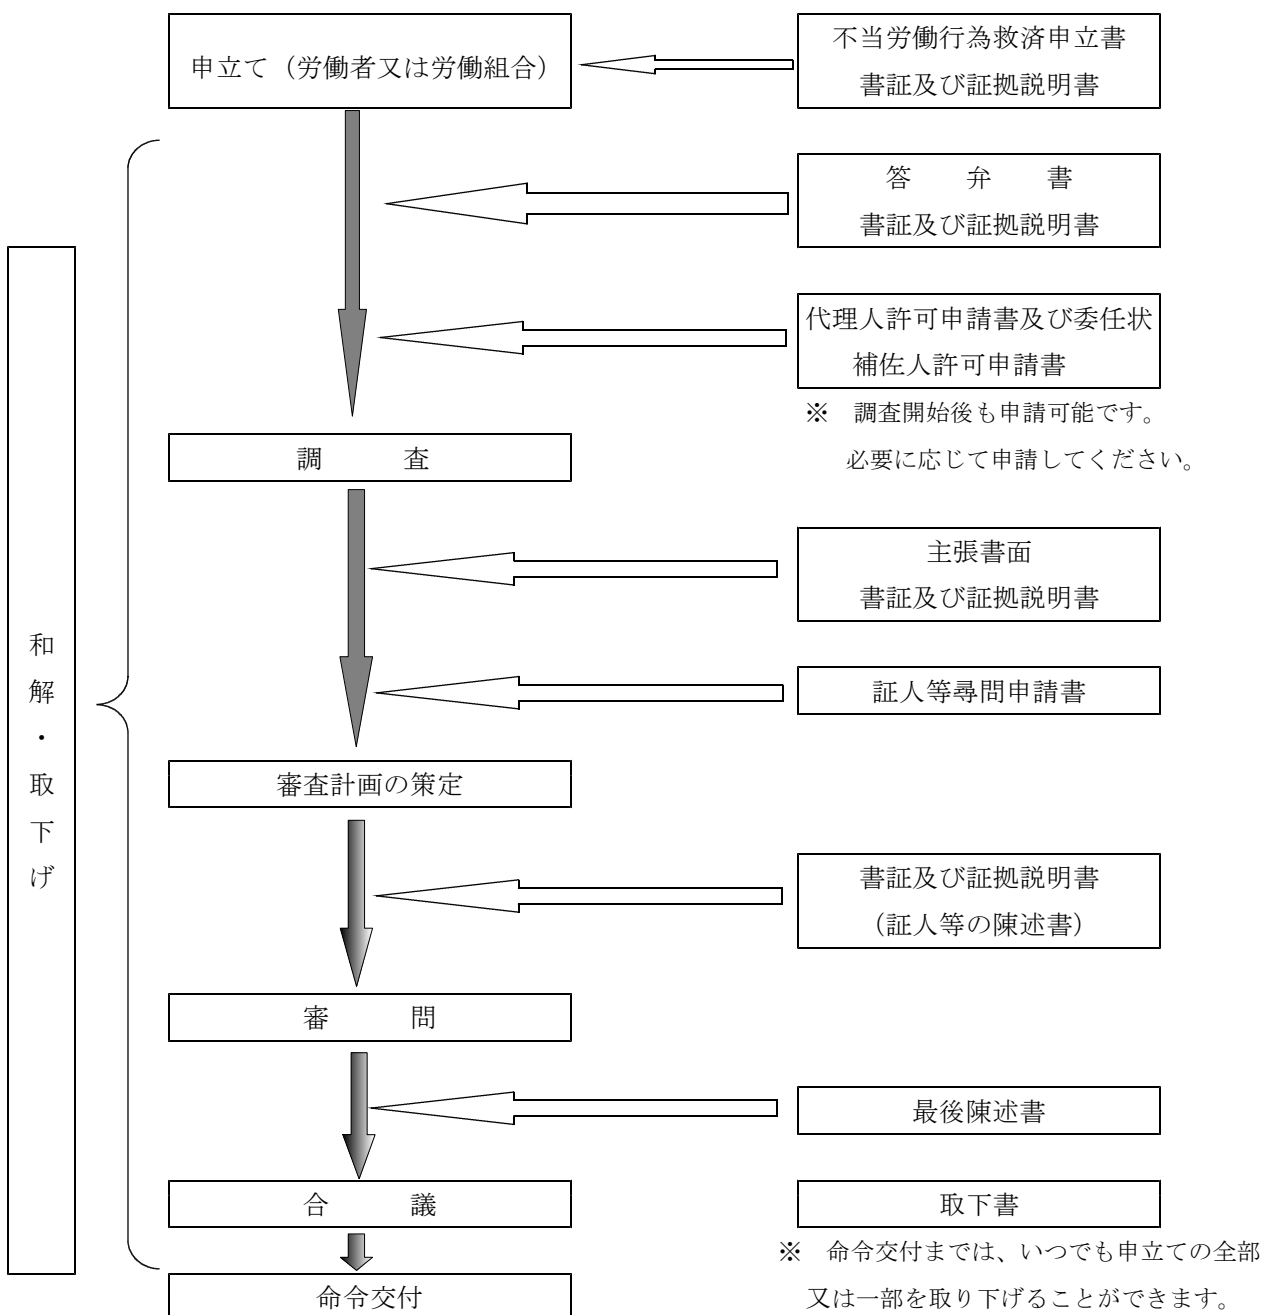 申立て（労働者又は労働組合）
不当労働行為救済申立書
書証及び証拠説明書
答　弁　書
書証及び証拠説明書
代理人許可申請書及び委任状
補佐人許可申請書
※　調査開始後も申請可能です。
必要に応じて申請してください。
調　査
主張書面
書証及び証拠説明書
証人等尋問申請書
和解・取下げ
審査計画の策定
書証及び証拠説明書
（証人等の陳述書）
審　問
最後陳述書
合　議
取下書
※　命令交付までは、いつでも申立ての全部
又は一部を取り下げることができます。
命令交付